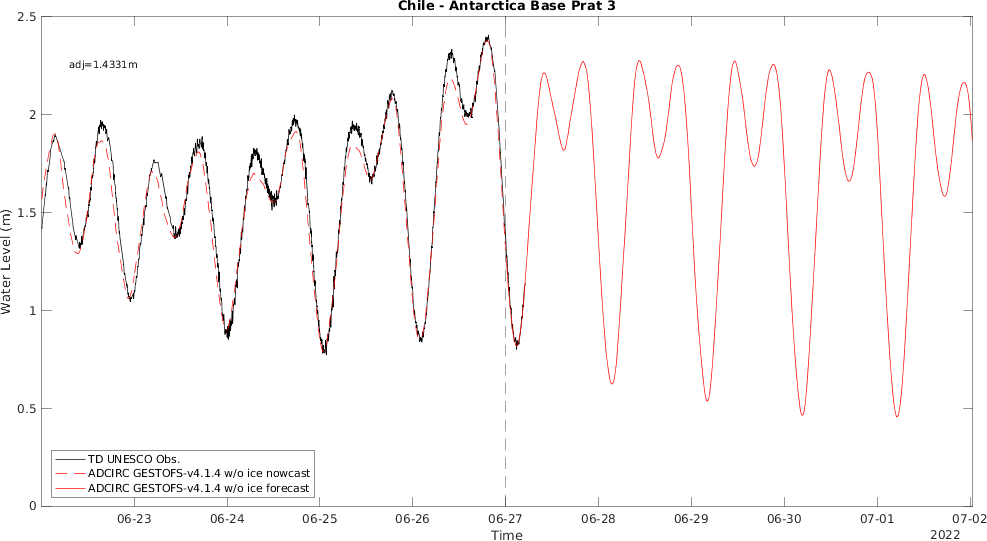 Chile - Antarctica Base Prat 3
adj=1.4331m
2.5
2
1.5
1
0.5
0
Water Level (m)
TD UNESCO Obs.
ADCIRC GESTOFS-v4.1.4 w/o ice nowcast
ADCIRC GESTOFS-v4.1.4 w/o ice forecast
06-23 06-24 06-25 06-26 06-27 06-28 06-29 06-30 07-01 07-02
Time
2022